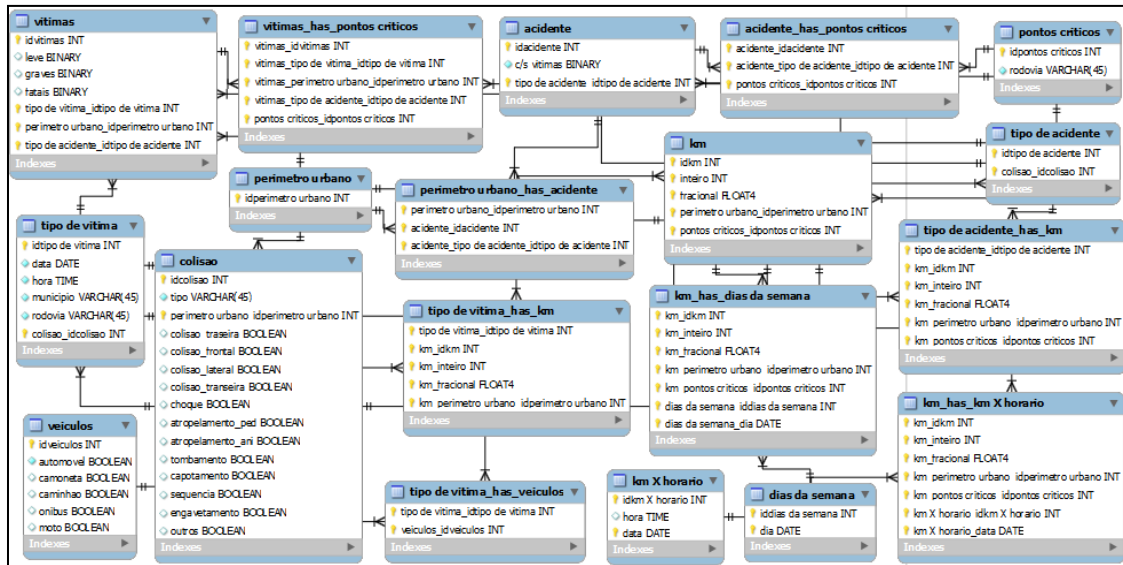 vitimas
idvitimas INT
leve BINARY
graves BINARY
fatais BINARY
tipo de vitima_idtipo de vitima INT
perimetro urbano_idperimetro urbano INT
tipo de acidente_idtipo de acidente INT
Indexes
vitimas_has_pontos criticos
vitimas_idvitimas INT
vitimas_tipo de vitima_idtipo de vitima INT
vitimas_perimetro urbano_idperimetro urbano INT
vitimas_tipo de acidente_idtipo de acidente INT
pontos criticos_idpontos criticos INT
Indexes
acidente
idacidente INT
c/s vitimas BINARY
tipo de acidente_idtipo de acidente INT
Indexes
acidente_has_pontos criticos
acidente_idacidente INT
acidente_tipo de acidente_idtipo de acidente INT
pontos criticos_idpontos criticos INT
Indexes
pontos criticos
idpontos criticos INT
rodovia VARCHAR(45)
Indexes
tipo de acidente
idtipo de acidente INT
colisao_idcolisao INT
Indexes
km
idkm INT
inteiro INT
fracional FLOAT4
perimetro urbano_idperimetro urbano INT
pontos criticos_idpontos criticos INT
Indexes
perimetro urbano
idperimetro urbano INT
Indexes
perimetro urbano_has_acidente
perimetro urbano_idperimetro urbano INT
acidente_idacidente INT
acidente_tipo de acidente_idtipo de acidente INT
Indexes
tipo de vitima
idtipo de vitima INT
data DATE
hora TIME
municipio VARCHAR(45)
rodovia VARCHAR(45)
colisao_idcolisao INT
Indexes
colisao
idcolisao INT
tipo VARCHAR(45)
perimetro urbano_idperimetro urbano INT
colisao_traseira BOOLEAN
colisao_frontal BOOLEAN
colisao_lateral BOOLEAN
colisao_transeira BOOLEAN
choque BOOLEAN
atropelamento_ped BOOLEAN
atropelamento_ani BOOLEAN
tombamento BOOLEAN
capotamento BOOLEAN
sequencia BOOLEAN
engavetamento BOOLEAN
outros BOOLEAN
Indexes
tipo de acidente_has_km
tipo de acidente_idtipo de acidente INT
km_idkm INT
km_inteiro INT
km_fracional FLOAT4
km_perimetro urbano_idperimetro urbano INT
km_pontos criticos_idpontos criticos INT
Indexes
tipo de vitima_has_km
tipo de vitima_idtipo de vitima INT
km_idkm INT
km_inteiro INT
km_fracional FLOAT4
km_perimetro urbano_idperimetro urbano INT
km_has_dias da semana
km_idkm INT
km_inteiro INT
km_fracional FLOAT4
km_perimetro urbano_idperimetro urbano INT
km_pontos criticos_idpontos criticos INT
dias da semana_iddias da semana INT
dias da semana_dia DATE
Indexes
km_has_km X horario
km_idkm INT
km_inteiro INT
km_fracional FLOAT4
km_perimetro urbano_idperimetro urbano INT
km_pontos criticos_idpontos criticos INT
km X horario_idkm X horario INT
km X horario_data DATE
Indexes
veiculos
idveiculos INT
automovel BOOLEAN
camoneta BOOLEAN
caminhao BOOLEAN
onibus BOOLEAN
moto BOOLEAN
Indexes
tipo de vitima_has_veiculos
tipo de vitima_idtipo de vitima INT
veiculos_idveiculos INT
Indexes
km X horario
idkm X horario INT
hora TIME
data DATE
Indexes
dias da semana
iddias da semana INT
dia DATE
Indexes